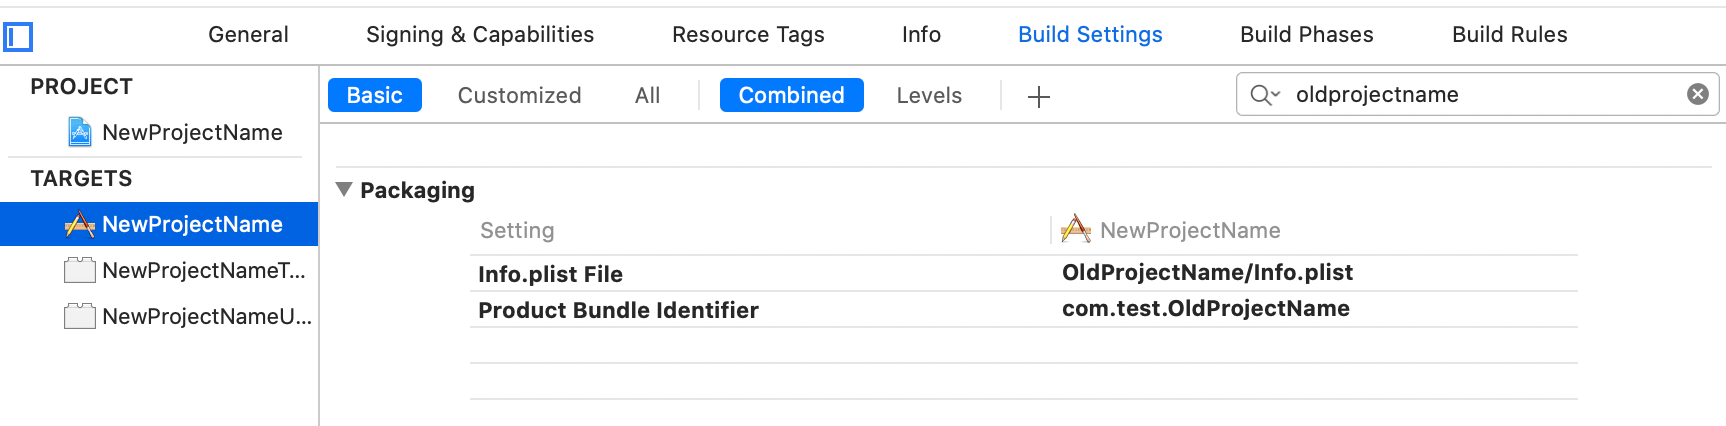 General Signing & Capabilities Resource Tags Info Build Settings Build Phases Build Rules
PROJECT
NewProjectName
TARGETS
NewProjectName
NewProjectNameT...
NewProjectNameU...
Basic Customized All Combined Levels oldprojectname
Packaging
Setting NewProjectName
Info.plist File OldProjectName/Info.plist
Product Bundle Identifier com.test.OldProjectName